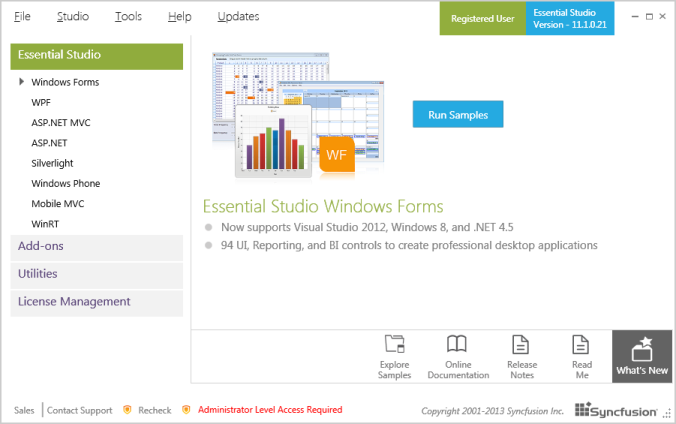 File Studio Tools Help Updates
Registered User
Essential Studio
Version - 11.1.0.21
Essential Studio
Windows Forms
WPF
ASP.NET MVC
ASP.NET
Silverlight
Windows Phone
Mobile MVC
WinRT
Add-ons
Utilities
License Management
WF
Run Samples
Essential Studio Windows Forms
Now supports Visual Studio 2012, Windows 8, and .NET 4.5
94 UI, Reporting, and BI controls to create professional desktop applications
Explore
Samples
Online
Documentation
Release
Notes
Read
Me
What's New
Sales Contact Support Recheck Administrator Level Access Required
Copyright 2001-2013 Syncfusion Inc.
Syncfusion